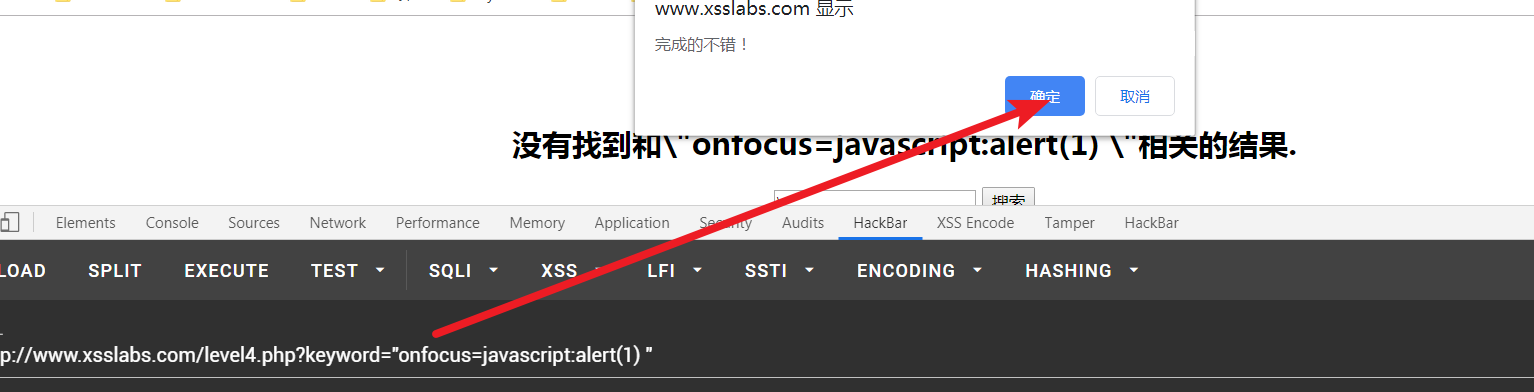 www.xsslabs.com 显示
完成的不错！
确定
取消
没有找到和\"onfocus=javascript:alert(1) \"相关的结果.
搜索
Elements Console Sources Network Performance Memory Application Security Audits HackBar XSS Encode Tamper HackBar
LOAD SPLIT EXECUTE TEST SQLI XSS LFI SSTI ENCODING HASHING
p://www.xsslabs.com/level4.php?keyword="onfocus=javascript:alert(1) "